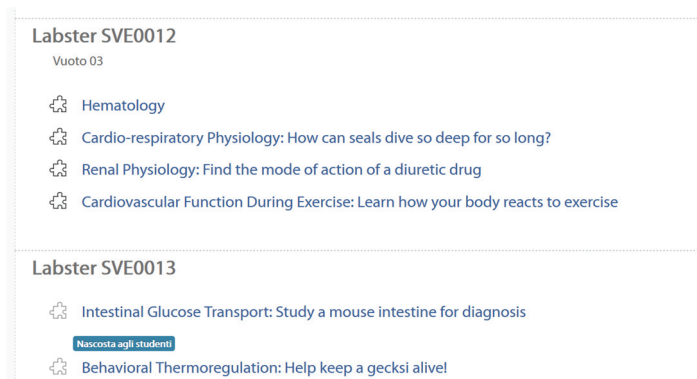 Labster SVE0012
Vuoto 03
Hematology
Cardio-respiratory Physiology: How can seals dive so deep for so long?
Renal Physiology: Find the mode of action of a diuretic drug
Cardiovascular Function During Exercise: Learn how your body reacts to exercise
Labster SVE0013
Intestinal Glucose Transport: Study a mouse intestine for diagnosis
Nascosta agli studenti
Behavioral Thermoregulation: Help keep a gecksi alive!